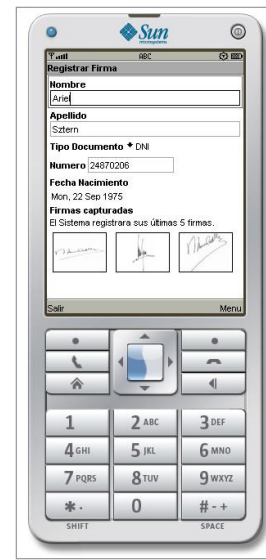 Sun
microsystems
ABC
Registrar Firma
Nombre
Ariel
Apellido
Sztern
Tipo Documento DNI
Numero 24870206
Fecha Nacimiento
Mon, 22 Sep 1975
Firmas capturadas
El Sistema registrara sus últimas 5 firmas.
Salir Menu
1 2 ABC 3 DEF
4 GHI 5 JKL 6 MNO
7 PQRS 8 TUV 9 WXYZ
* . 0 # - +
SHIFT SPACE